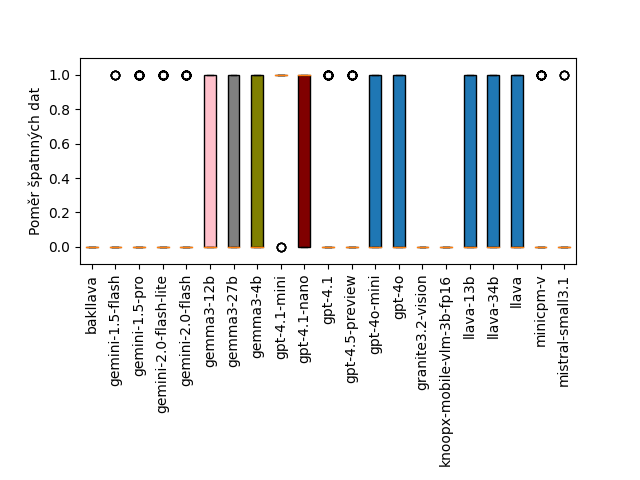 Poměr špatnných dat
1.0
0.8
0.6
0.4
0.2
0.0
bakllava
gemini-1.5-flash
gemini-1.5-pro
gemini-2.0-flash-lite
gemini-2.0-flash
gemma3-12b
gemma3-27b
gemma3-4b
gpt-4.1-mini
gpt-4.1-nano
gpt-4.1
gpt-4.5-preview
gpt-4o-mini
gpt-4o
granite3.2-vision
knoopx-mobile-vlm-3b-fp16
llava-13b
llava-34b
llava
minicpm-v
mistral-small3.1